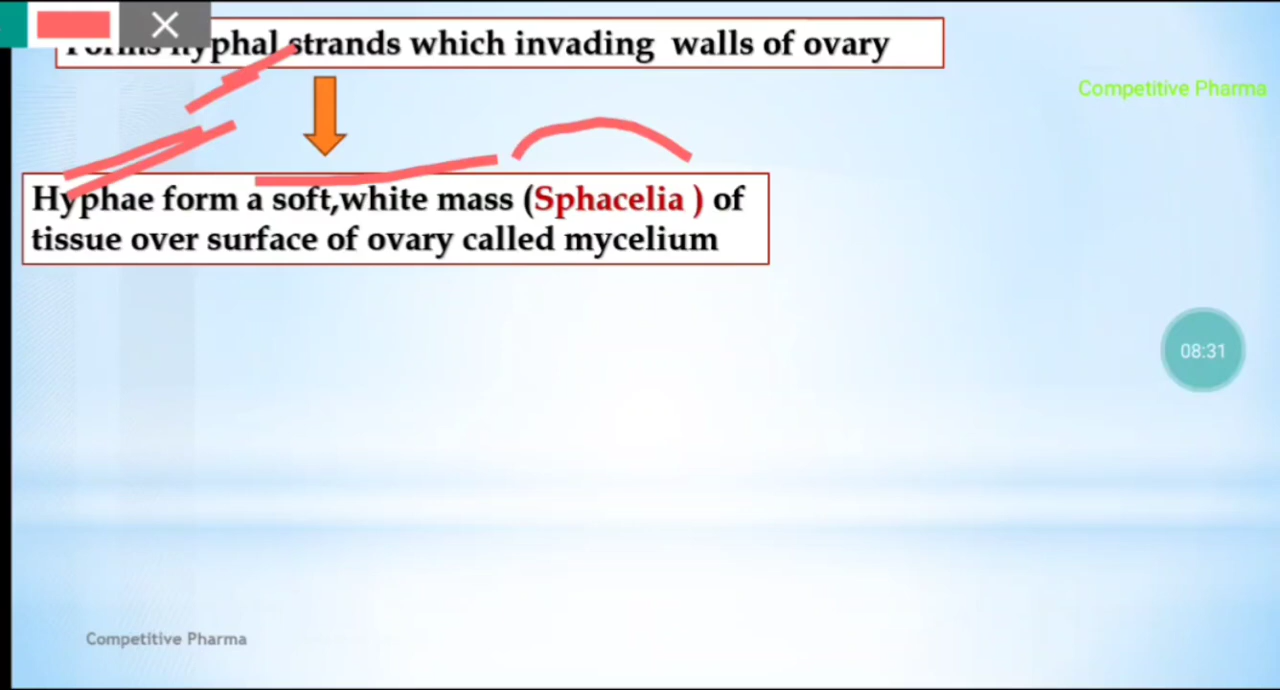 Forms hyphal strands which invading walls of ovary
Competitive Pharma
Hyphae form a soft,white mass (Sphacelia ) of
tissue over surface of ovary called mycelium
08:31
Competitive Pharma